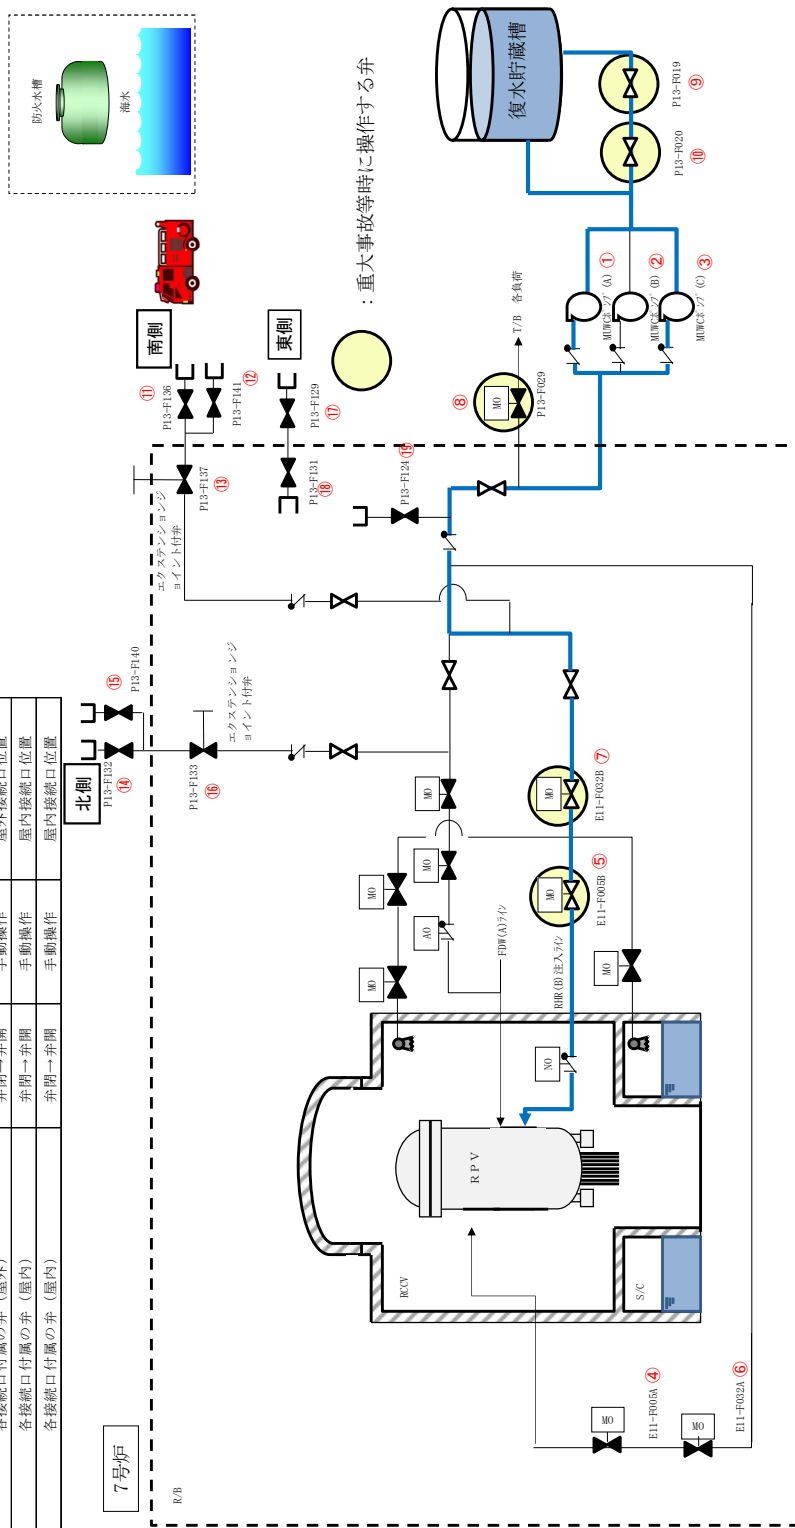 各接続口付属の弁（屋内）
弁閉→弁開
手動操作
屋内接続口位置
各接続口付属の弁（屋内）
弁閉→弁開
手動操作
屋内接続口位置
7号炉
R/B
北側
⑭
P13-F132
⑮
P13-F140
P13-F133
⑯
エクステンションジ
ョイント付弁
南側
⑪
P13-F136
P13-F141
⑫
P13-F137
⑬
エクステンションジ
ョイント付弁
東側
P13-F129
⑰
P13-F131
⑱
P13-F124
⑲
防火水槽
海水
：重大事故等時に操作する弁
復水貯蔵槽
P13-F019
⑨
P13-F020
⑩
MUWCポンプ(A)
①
MUWCポンプ(B)
②
MUWCポンプ(C)
③
T/B 各負荷
⑧
MO
P13-F029
MO
E11-F032B
⑦
MO
E11-F005B
⑤
MO
MO
MO
MO
AO
MO
NO
FDW(A)ライン
RHR(B)注入ライン
RPV
RCCV
S/C
MO
E11-F005A
④
MO
E11-F032A
⑥